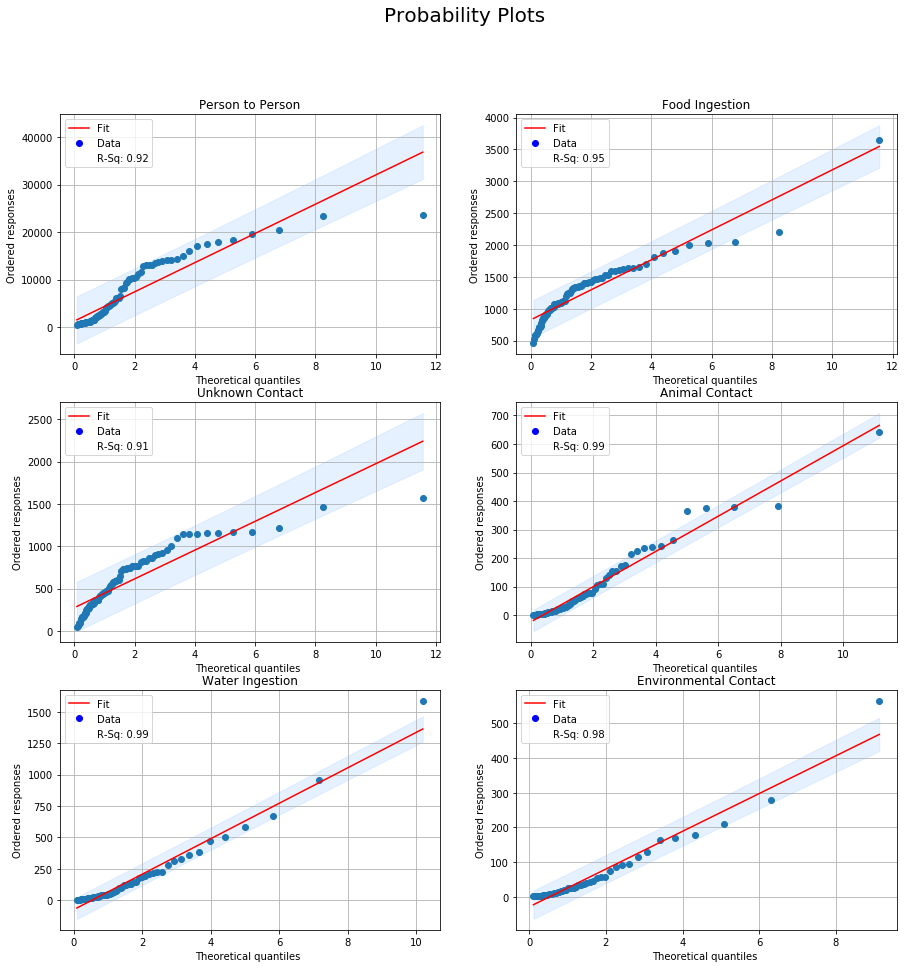 Probability Plots
Person to Person
Fit
Data
R-Sq: 0.92
40000
30000
20000
10000
0
Ordered responses
0 2 4 6 8 10 12
Theoretical quantiles
Food Ingestion
Fit
Data
R-Sq: 0.95
4000
3500
3000
2500
2000
1500
1000
500
Ordered responses
0 2 4 6 8 10 12
Theoretical quantiles
Unknown Contact
Fit
Data
R-Sq: 0.91
2500
2000
1500
1000
500
0
Ordered responses
0 2 4 6 8 10 12
Theoretical quantiles
Animal Contact
Fit
Data
R-Sq: 0.99
700
600
500
400
300
200
100
0
Ordered responses
0 2 4 6 8 10
Theoretical quantiles
Water Ingestion
Fit
Data
R-Sq: 0.99
1500
1250
1000
750
500
250
0
Ordered responses
0 2 4 6 8 10
Theoretical quantiles
Environmental Contact
Fit
Data
R-Sq: 0.98
500
400
300
200
100
0
Ordered responses
0 2 4 6 8
Theoretical quantiles